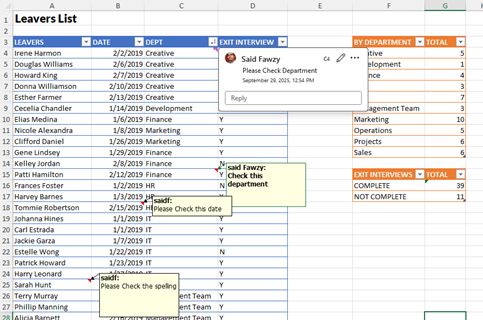 A B C D E F G
1 Leavers List
2
3 LEAVERS DATE DEPT EXIT INTERVIEW BY DEPARTMENT TOTAL
4 Irene Harmon 2/2/2019 Creative 5
5 Douglas Williams 2/6/2019 Creative 1
6 Howard King 2/7/2019 Creative 4
7 Donna Williamson 2/10/2019 Creative 3
8 Esther Farmer 2/13/2019 Creative 7
9 Cecelia Chandler 1/14/2019 Development 3
Said Fawzy C4
Please Check Department
September 29, 2025, 12:54 PM
Reply
10 Elias Medina 1/6/2019 Finance Y Marketing 10
11 Nicole Alexandra 1/8/2019 Marketing Y Operations 5
12 Clifford Daniel 1/26/2019 Marketing Y Projects 6
13 Gene Lindsey 1/29/2019 Finance Y Sales 6
14 Kelley Jordan 2/8/2019 Finance N
15 Patti Hamilton 2/12/2019 Finance Y EXIT INTERVIEWS TOTAL
16 Frances Foster 1/2/2019 HR N COMPLETE 39
17 Harvey Barnes 1/3/2019 NOT COMPLETE 11
18 Tommie Robertson 2/15/2019
said Fawzy:
Check this
department
saidf:
Please Check this date
19 Johanna Hines 1/1/2019 IT Y
20 Carl Estrada 1/1/2019 IT Y
21 Jackie Garza 1/7/2019 IT Y
22 Estelle Wong 1/22/2019 IT N
23 Patrick Howard 1/23/2019 IT Y
24 Harry Leonard IT Y
25 Sarah Hunt Y
saidf:
Please Check the spelling
26 Terry Murray ent Team Y
27 Phillip Manning Y
28 Alicia Barnett 2/16/2019 Management Team Y